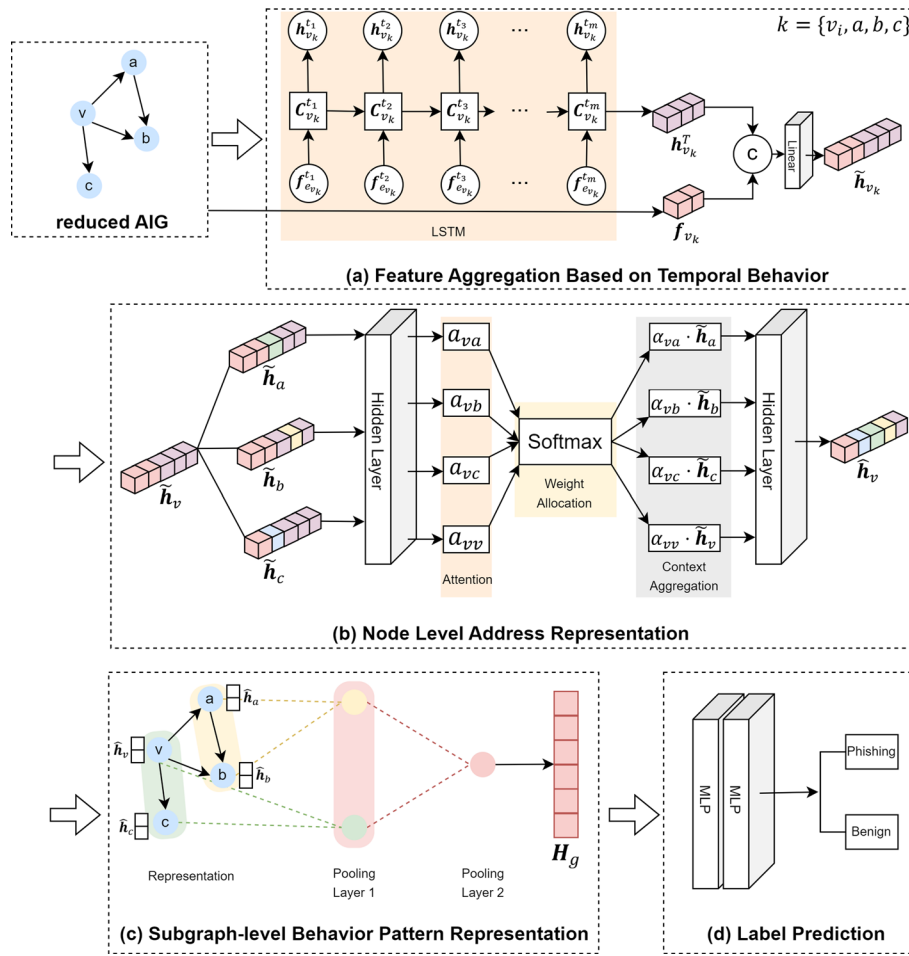 a
v
b
c
reduced AIG
h_{v_k}^{t_1} h_{v_k}^{t_2} h_{v_k}^{t_3} ... h_{v_k}^{t_m}
k = {v_i, a, b, c}
C_{v_k}^{t_1} C_{v_k}^{t_2} C_{v_k}^{t_3} ... C_{v_k}^{t_m}
f_{e_{v_k}}^{t_1} f_{e_{v_k}}^{t_2} f_{e_{v_k}}^{t_3} ... f_{e_{v_k}}^{t_m}
LSTM
h_{v_k}^T
f_{v_k}
C
Linear
h̃_{v_k}
(a) Feature Aggregation Based on Temporal Behavior
h̃_v
h̃_a
h̃_b
h̃_c
Hidden Layer
a_{va}
a_{vb}
a_{vc}
a_{vv}
Attention
Softmax
Weight
Allocation
α_{va} · h̃_a
α_{vb} · h̃_b
α_{vc} · h̃_c
α_{vv} · h̃_v
Context
Aggregation
Hidden Layer
ĥ_v
(b) Node Level Address Representation
a ĥ_a
ĥ_v v
b ĥ_b
ĥ_c c
Representation
Pooling
Layer 1
Pooling
Layer 2
H_g
(c) Subgraph-level Behavior Pattern Representation
MLP
MLP
Phishing
Benign
(d) Label Prediction